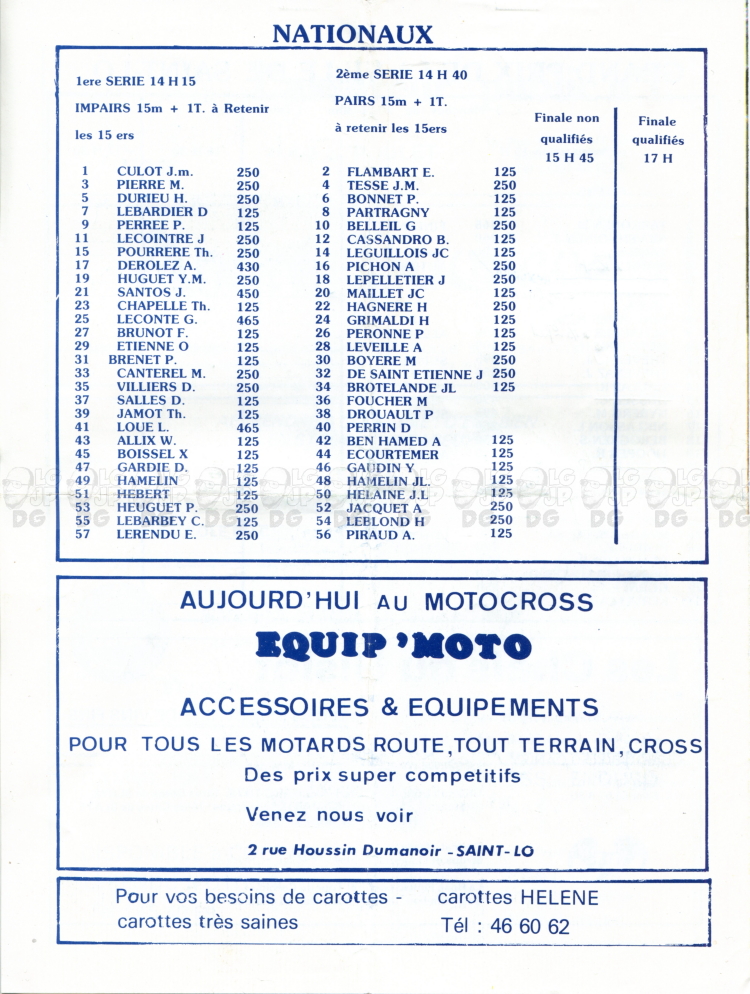 NATIONAUX
1ere SERIE 14 H 15
IMPAIRS 15m + 1T. à Retenir
les 15 ers
2ème SERIE 14 H 40
PAIRS 15m + 1T.
à retenir les 15ers
Finale non
qualifiés
15 H 45
Finale
qualifiés
17 H
1 CULOT J.m. 250
3 PIERRE M. 250
5 DURIEU H. 250
7 LEBARDIER D 125
9 PERREE P. 125
11 LECOINTRE J 250
15 POURRERE Th. 250
17 DEROLEZ A. 430
19 HUGUET Y.M. 250
21 SANTOS J. 450
23 CHAPELLE Th. 125
25 LECONTE G. 465
27 BRUNOT F. 125
29 ETIENNE O 125
31 BRENET P. 125
33 CANTEREL M. 250
35 VILLIERS D. 250
37 SALLES D. 125
39 JAMOT Th. 125
41 LOUE L. 465
43 ALLIX W. 125
45 BOISSEL X 125
47 GARDIE D. 125
49 HAMELIN 125
51 HEBERT 125
53 HEUGUET P. 250
55 LEBARBEY C. 125
57 LERENDU E. 250
2 FLAMBART E. 125
4 TESSE J.M. 250
6 BONNET P. 125
8 PARTRAGNY 125
10 BELLEIL G 250
12 CASSANDRO B. 125
14 LEGUILLOIS JC 125
16 PICHON A 250
18 LEPELLETIER J 250
20 MAILLET JC 125
22 HAGNERE H 250
24 GRIMALDI H 125
26 PERONNE P 125
28 LEVEILLE A 125
30 BOYERE M 250
32 DE SAINT ETIENNE J 250
34 BROTELANDE JL 125
36 FOUCHER M
38 DROUAULT P
40 PERRIN D
42 BEN HAMED A 125
44 ECOURTEMER 125
46 GAUDIN Y 125
48 HAMELIN JL. 125
50 HELAINE J.L 125
52 JACQUET A 250
54 LEBLOND H 250
56 PIRAUD A. 125
AUJOURD'HUI AU MOTOCROSS
EQUIP'MOTO
ACCESSOIRES & EQUIPEMENTS
POUR TOUS LES MOTARDS ROUTE,TOUT TERRAIN, CROSS
Des prix super competitifs
Venez nous voir
2 rue Houssin Dumanoir - SAINT-LO
Pour vos besoins de carottes - carottes HELENE
carottes très saines Tél : 46 60 62